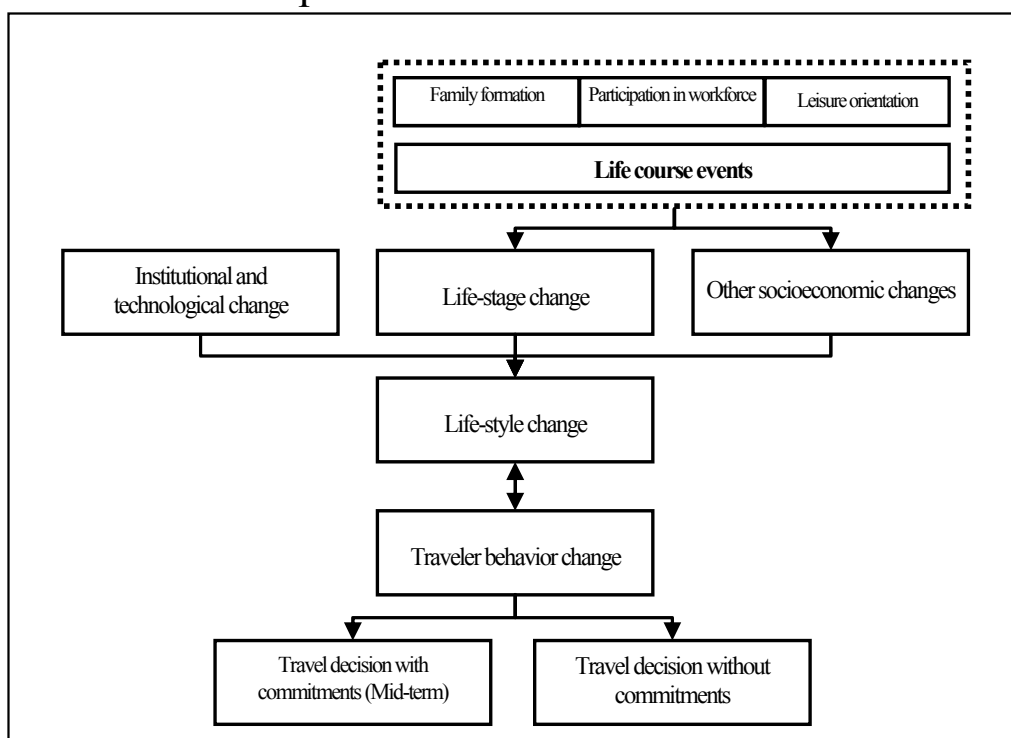 Family formation
Participation in workforce
Leisure orientation
Life course events
Institutional and
technological change
Life-stage change
Other socioeconomic changes
Life-style change
Traveler behavior change
Travel decision with
commitments (Mid-term)
Travel decision without
commitments